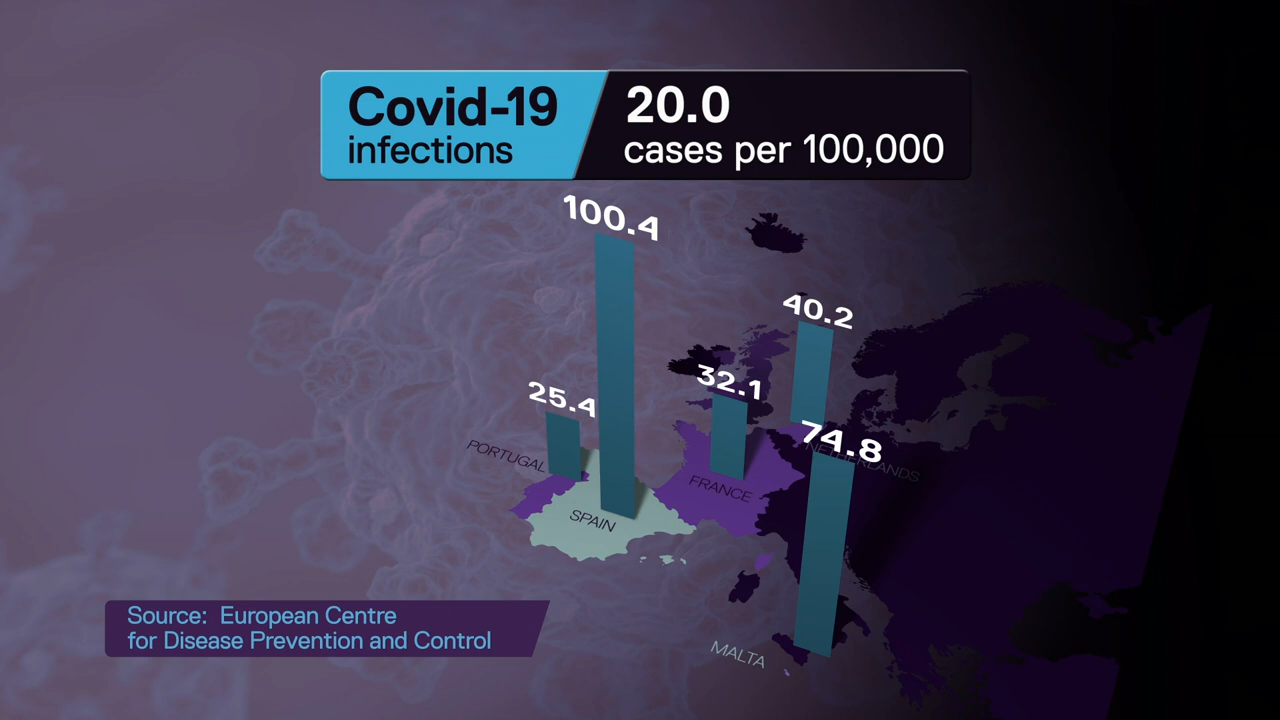 Covid-19
infections
20.0
cases per 100,000
100.4
40.2
32.1
25.4
74.8
PORTUGAL
NETHERLANDS
FRANCE
SPAIN
MALTA
Source: European Centre
for Disease Prevention and Control